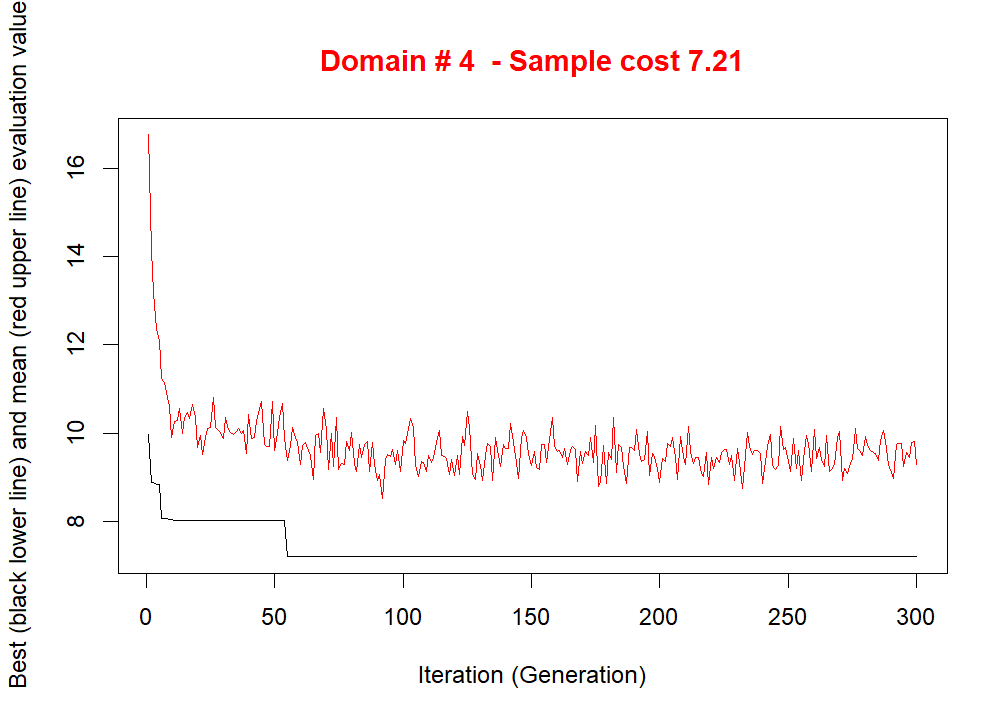 Domain # 4  - Sample cost 7.21
Best (black lower line) and mean (red upper line) evaluation value
16
14
12
10
8
0 50 100 150 200 250 300
Iteration (Generation)